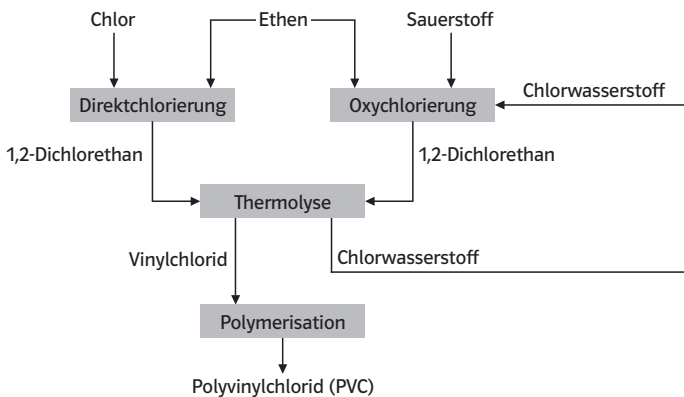 Chlor
Ethen
Sauerstoff
Chlorwasserstoff
Direktchlorierung
Oxychlorierung
1,2-Dichlorethan
1,2-Dichlorethan
Thermolyse
Vinylchlorid
Chlorwasserstoff
Polymerisation
Polyvinylchlorid (PVC)